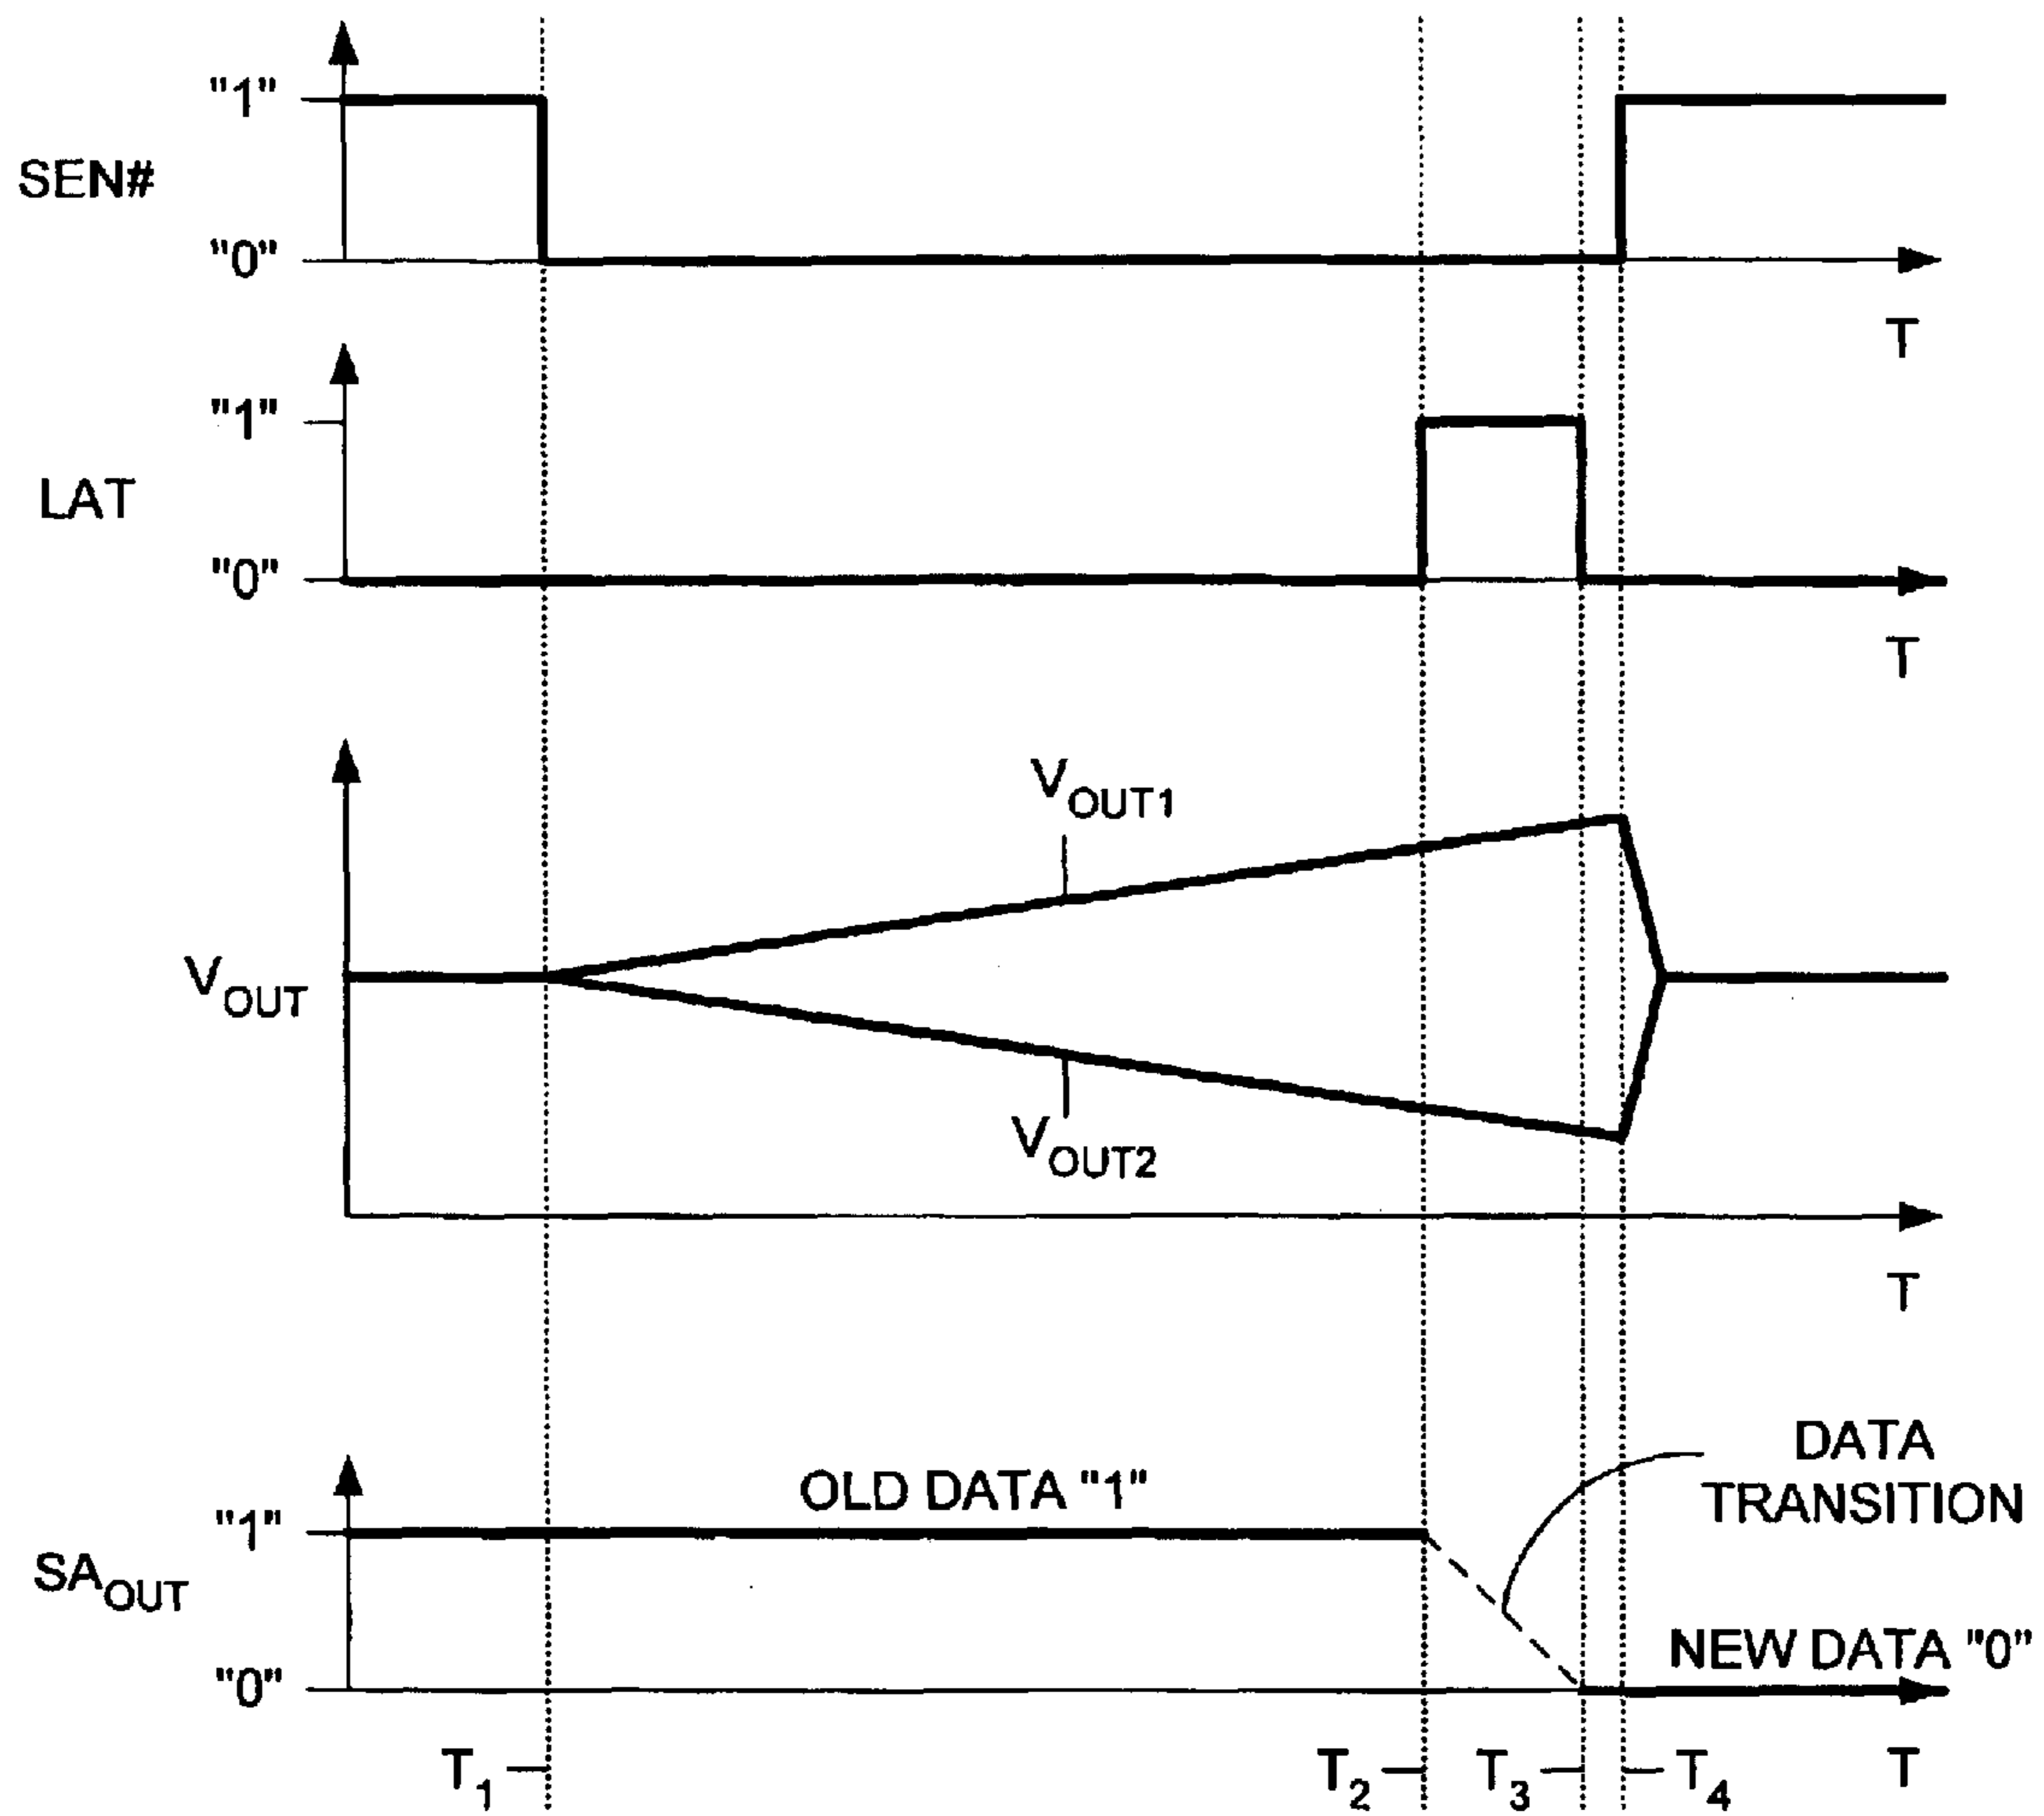 "1"
SEN#
"0"
T
"1"
LAT
"0"
T
VOUT1
VOUT
VOUT2
T
DATA
TRANSITION
OLD DATA "1"
"1"
SAOUT
NEW DATA "0"
"0"
T1
T2
T3
T4
T